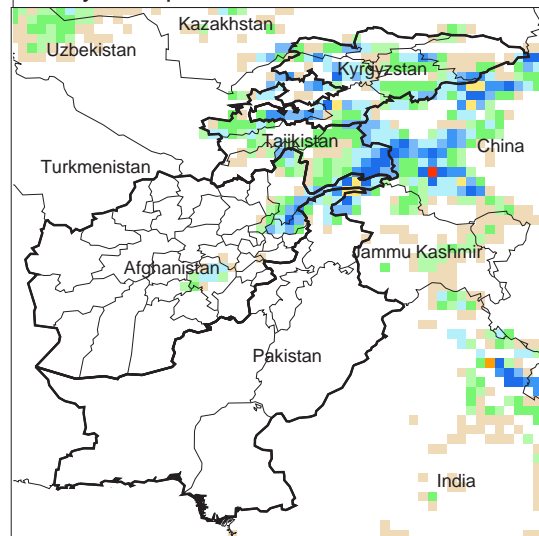 Kazakhstan
Uzbekistan
Kyrgyzstan
Tajikistan
China
Turkmenistan
Jammu Kashmir
Afghanistan
Pakistan
India